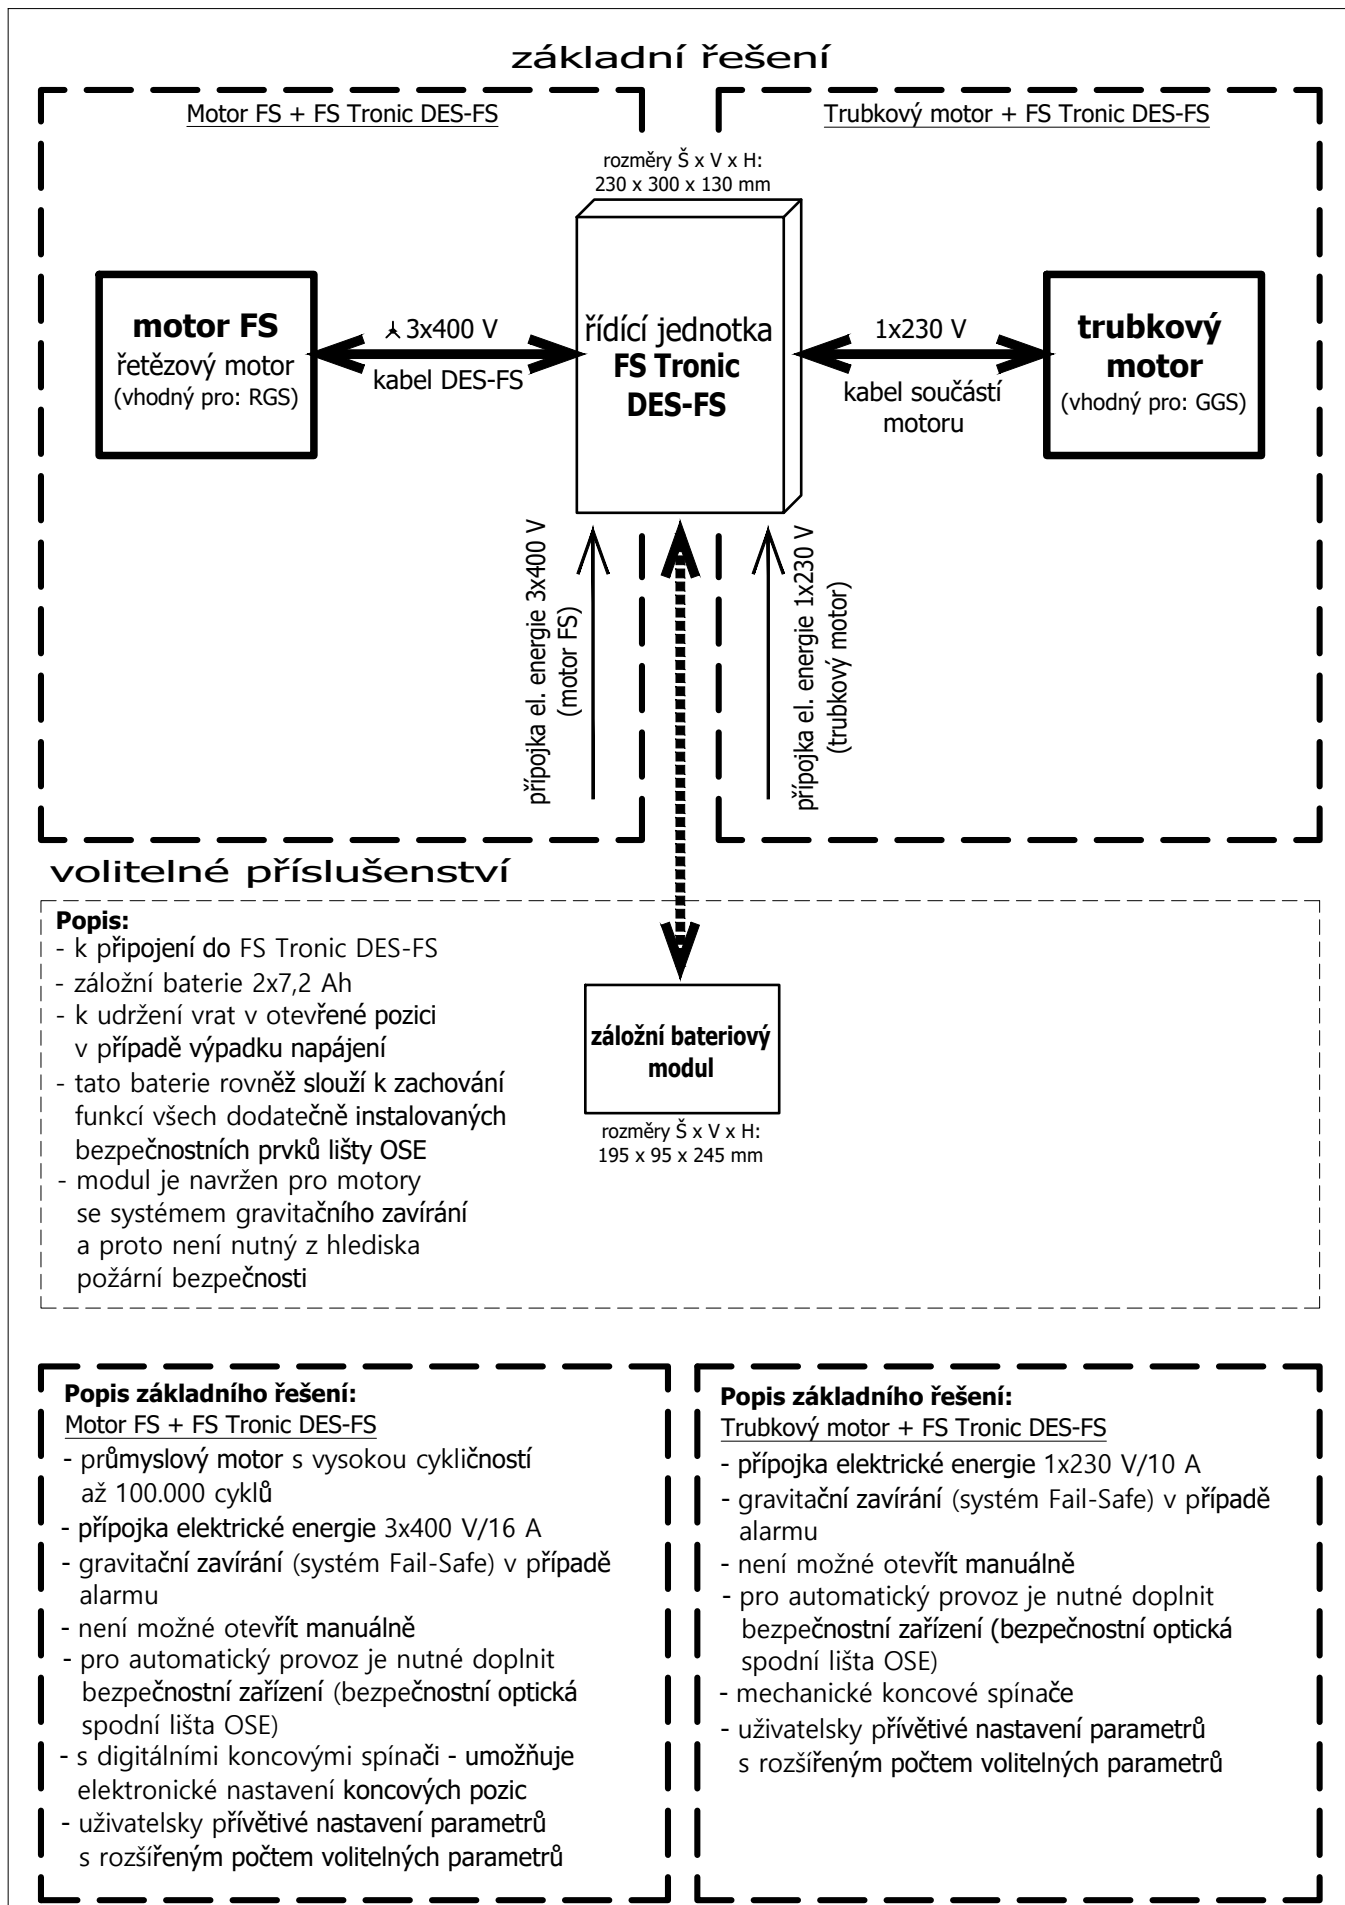 základní řešení
Motor FS + FS Tronic DES-FS
Trubkový motor + FS Tronic DES-FS
rozměry Š x V x H:
230 x 300 x 130 mm
motor FS
řetězový motor
(vhodný pro: RGS)
3x400 V
kabel DES-FS
řídící jednotka
FS Tronic
DES-FS
1x230 V
kabel součástí
motoru
trubkový
motor
(vhodný pro: GGS)
přípojka el. energie 3x400 V
(motor FS)
přípojka el. energie 1x230 V
(trubkový motor)
volitelné příslušenství
Popis:
- k připojení do FS Tronic DES-FS
- záložní baterie 2x7,2 Ah
- k udržení vrat v otevřené pozici
v případě výpadku napájení
- tato baterie rovněž slouží k zachování
funkcí všech dodatečně instalovaných
bezpečnostních prvků lišty OSE
- modul je navržen pro motory
se systémem gravitačního zavírání
a proto není nutný z hlediska
požární bezpečnosti
záložní bateriový
modul
rozměry Š x V x H:
195 x 95 x 245 mm
Popis základního řešení:
Motor FS + FS Tronic DES-FS
- průmyslový motor s vysokou cykličností
až 100.000 cyklů
- přípojka elektrické energie 3x400 V/16 A
- gravitační zavírání (systém Fail-Safe) v případě
alarmu
- není možné otevřít manuálně
- pro automatický provoz je nutné doplnit
bezpečnostní zařízení (bezpečnostní optická
spodní lišta OSE)
- s digitálními koncovými spínači - umožňuje
elektronické nastavení koncových pozic
- uživatelsky přívětivé nastavení parametrů
s rozšířeným počtem volitelných parametrů
Popis základního řešení:
Trubkový motor + FS Tronic DES-FS
- přípojka elektrické energie 1x230 V/10 A
- gravitační zavírání (systém Fail-Safe) v případě
alarmu
- není možné otevřít manuálně
- pro automatický provoz je nutné doplnit
bezpečnostní zařízení (bezpečnostní optická
spodní lišta OSE)
- mechanické koncové spínače
- uživatelsky přívětivé nastavení parametrů
s rozšířeným počtem volitelných parametrů